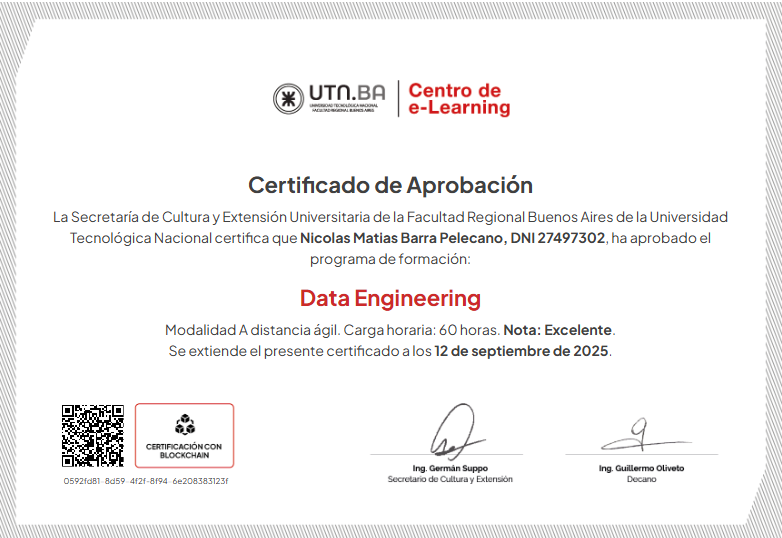 UTN.BA
UNIVERSIDAD TECNOLÓGICA NACIONAL
FACULTAD REGIONAL BUENOS AIRES
Centro de
e-Learning
Certificado de Aprobación
La Secretaría de Cultura y Extensión Universitaria de la Facultad Regional Buenos Aires de la Universidad
Tecnológica Nacional certifica que Nicolas Matias Barra Pelecano, DNI 27497302, ha aprobado el
programa de formación:
Data Engineering
Modalidad A distancia ágil. Carga horaria: 60 horas. Nota: Excelente.
Se extiende el presente certificado a los 12 de septiembre de 2025.
CERTIFICACIÓN CON
BLOCKCHAIN
0592fd81-8d59-4f2f-8f94-6e208383123f
Ing. Germán Suppo
Secretario de Cultura y Extensión
Ing. Guillermo Oliveto
Decano